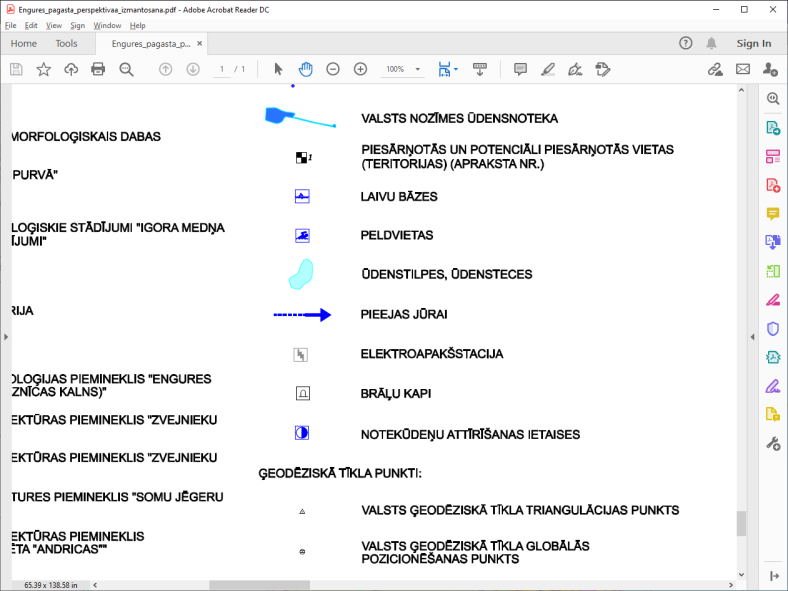 Engures_pagasta_perspektivaa_izmantosana.pdf - Adobe Acrobat Reader DC
File Edit View Sign Window Help
Home Tools Engures_pagasta_p... × Sign In
1 / 1 100%
MORFOLOĢISKAIS DABAS
PURVĀ"
LOĢISKIE STĀDĪJUMI "IGORA MEDŅA
ĪJUMI"
RIJA
OLOĢIJAS PIEMINEKLIS "ENGURES
ZNĪCAS KALNS)"
EKTŪRAS PIEMINEKLIS "ZVEJNIEKU
EKTŪRAS PIEMINEKLIS "ZVEJNIEKU
TURES PIEMINEKLIS "SOMU JĒGERU
EKTŪRAS PIEMINEKLIS
ĒTA "ANDRICAS""
VALSTS NOZĪMES ŪDENSNOTEKA
1 PIESĀRŅOTĀS UN POTENCIĀLI PIESĀRŅOTĀS VIETAS
(TERITORIJAS) (APRAKSTA NR.)
LAIVU BĀZES
PELDVIETAS
ŪDENSTILPES, ŪDENSTECES
PIEEJAS JŪRAI
ELEKTROAPAKŠSTACIJA
BRĀĻU KAPI
NOTEKŪDEŅU ATTĪRĪŠANAS IETAISES
ĢEODĒZISKĀ TĪKLA PUNKTI:
VALSTS ĢEODĒZISKĀ TĪKLA TRIANGULĀCIJAS PUNKTS
VALSTS ĢEODĒZISKĀ TĪKLA GLOBĀLĀS
POZICIONĒŠANAS PUNKTS
65.39 x 138.58 in